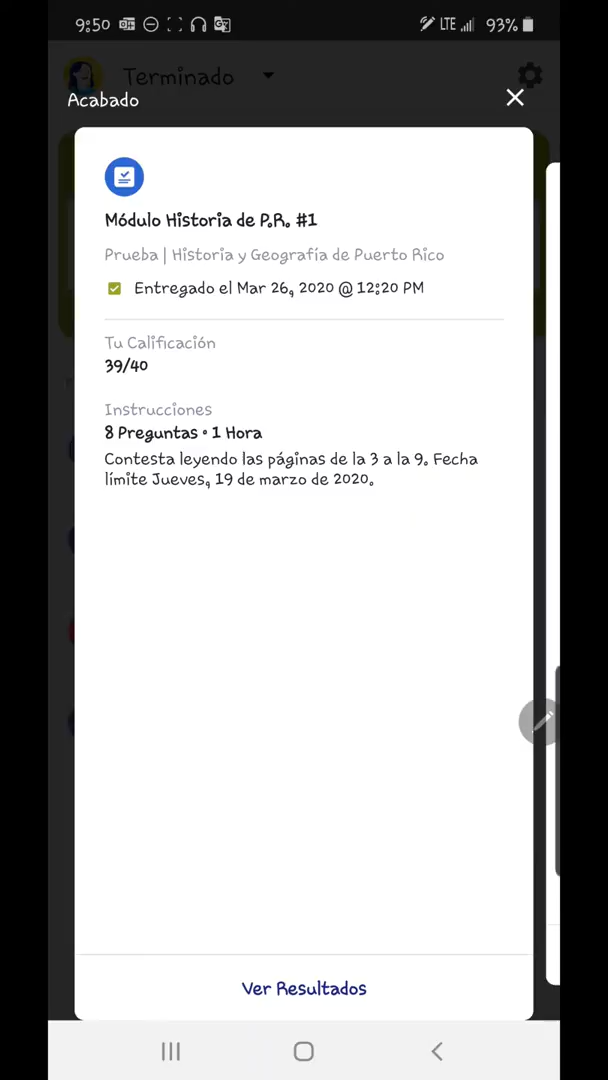 9:50
LTE 93%
Terminado
Acabado
Módulo Historia de P.R. #1
Prueba | Historia y Geografía de Puerto Rico
Entregado el Mar 26, 2020 @ 12:20 PM
Tu Calificación
39/40
Instrucciones
8 Preguntas • 1 Hora
Contesta leyendo las páginas de la 3 a la 9. Fecha
límite Jueves, 19 de marzo de 2020.
Ver Resultados